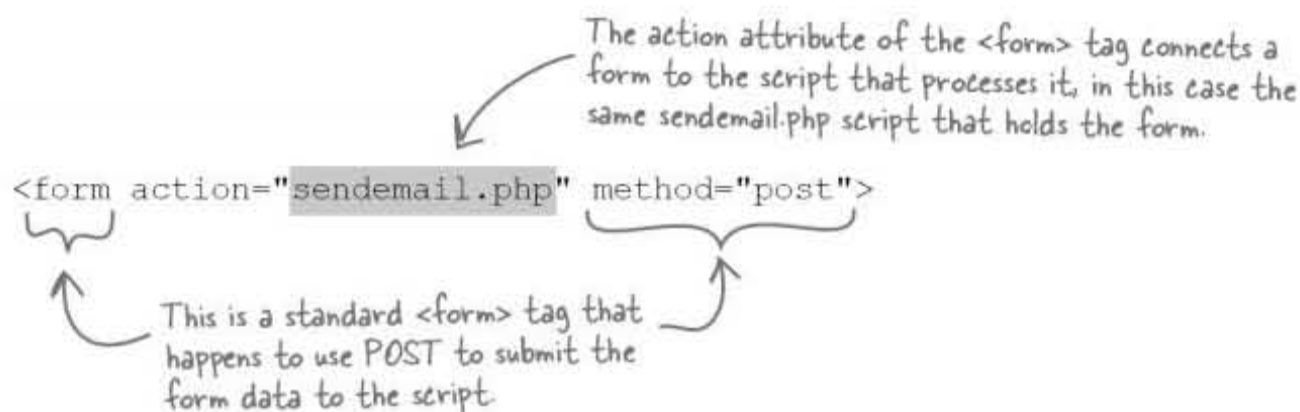 The action attribute of the <form> tag connects a
form to the script that processes it, in this case the
same sendemail.php script that holds the form.
<form action="sendemail.php" method="post">
This is a standard <form> tag that
happens to use POST to submit the
form data to the script.